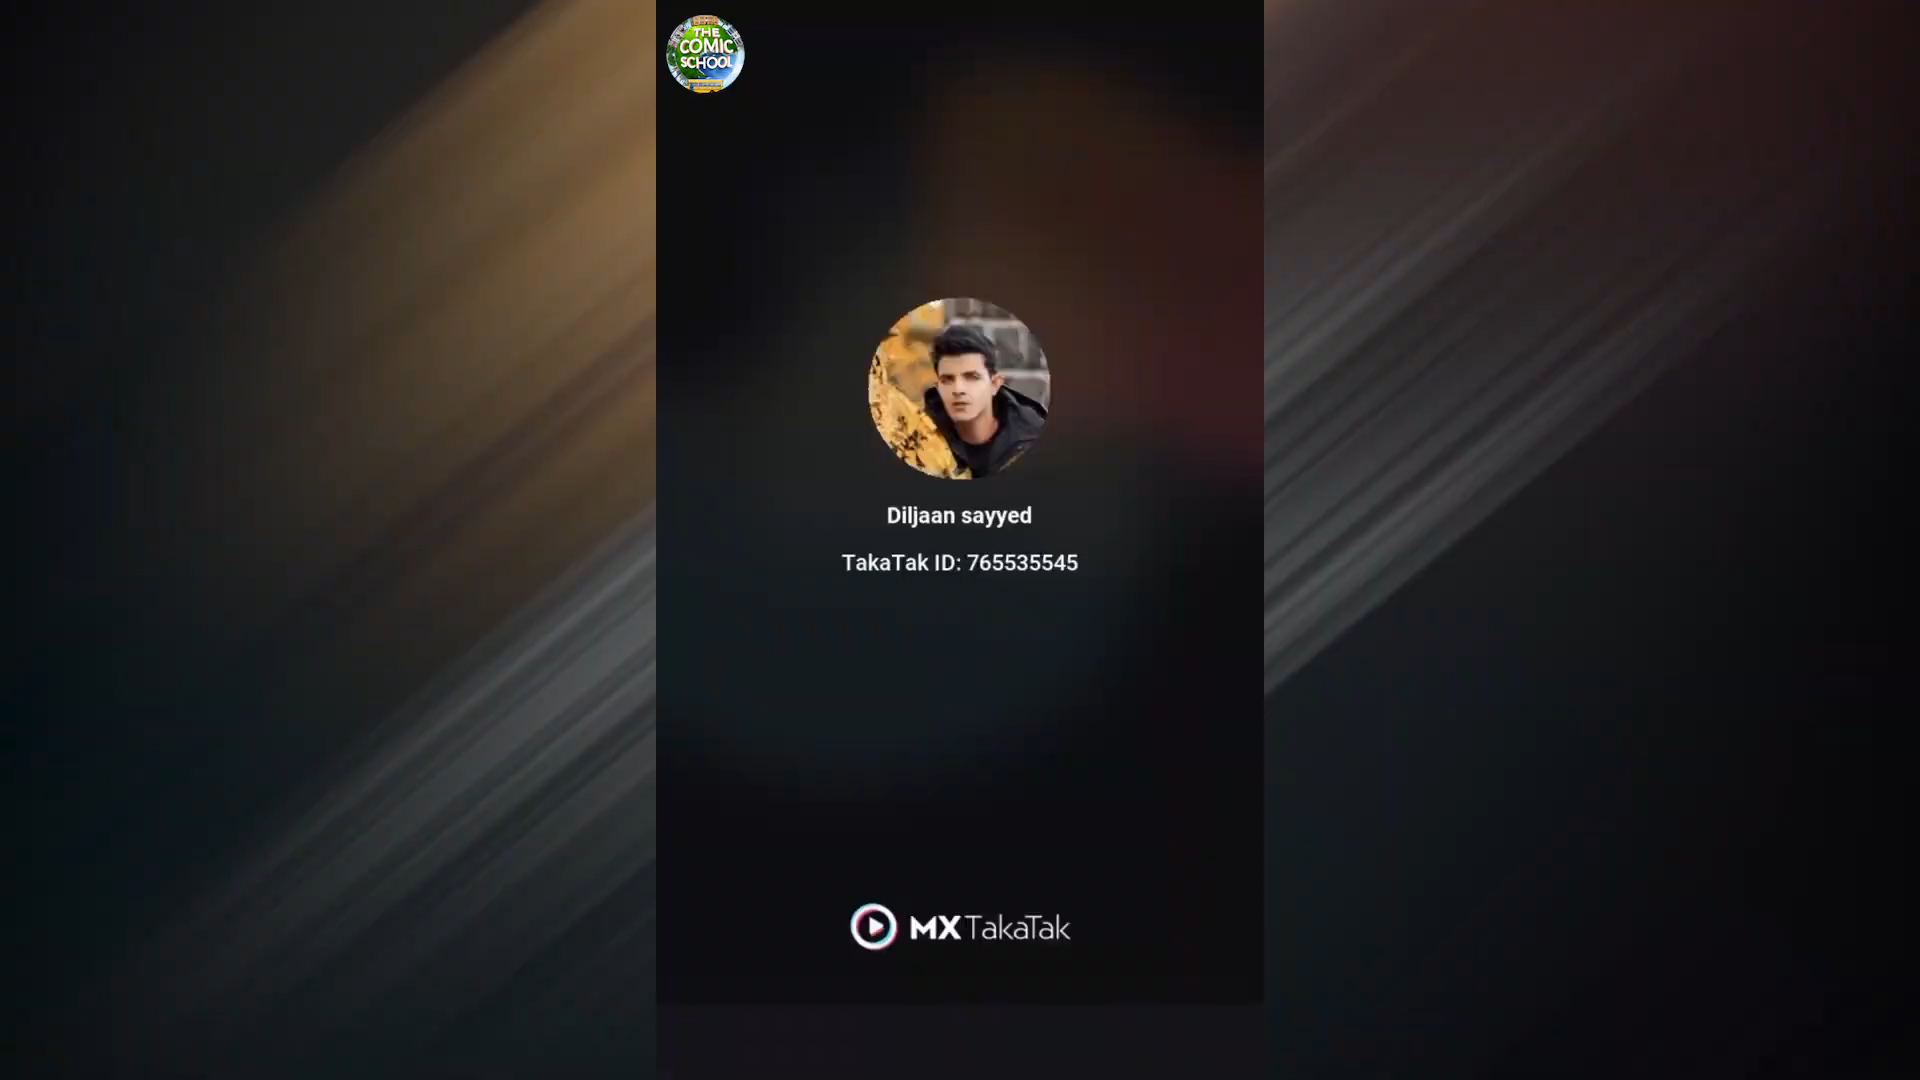 THE
COMIC
SCHOOL
Diljaan sayyed
TakaTak ID: 765535545
MX TakaTak